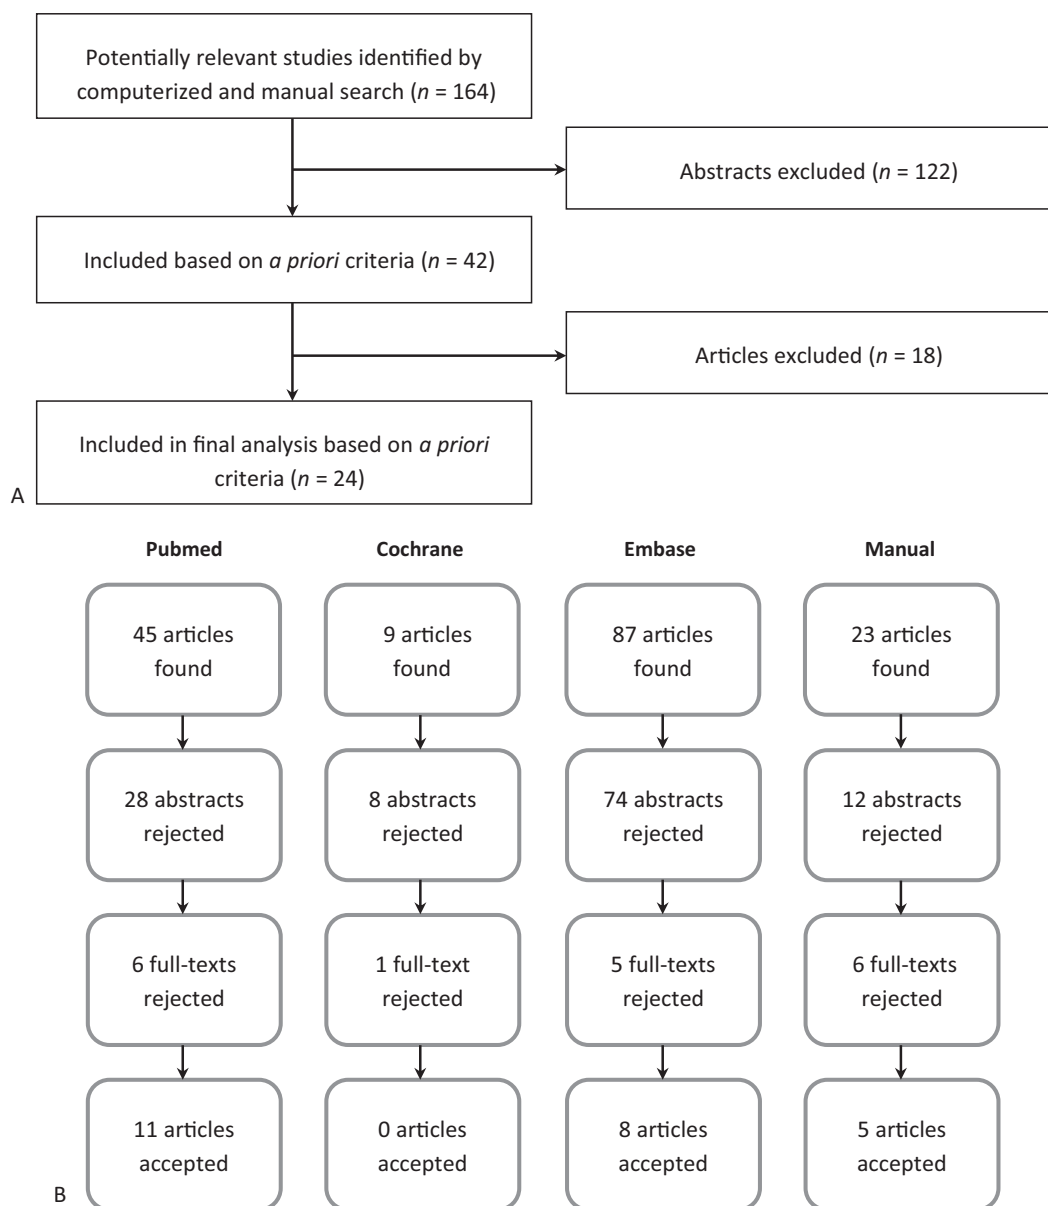 Potentially relevant studies identified by
computerized and manual search (n = 164)
Abstracts excluded (n = 122)
Included based on a priori criteria (n = 42)
Articles excluded (n = 18)
Included in final analysis based on a priori
criteria (n = 24)
A
Pubmed
Cochrane
Embase
Manual
45 articles
found
9 articles
found
87 articles
found
23 articles
found
28 abstracts
rejected
8 abstracts
rejected
74 abstracts
rejected
12 abstracts
rejected
6 full-texts
rejected
1 full-text
rejected
5 full-texts
rejected
6 full-texts
rejected
11 articles
accepted
0 articles
accepted
8 articles
accepted
5 articles
accepted
B